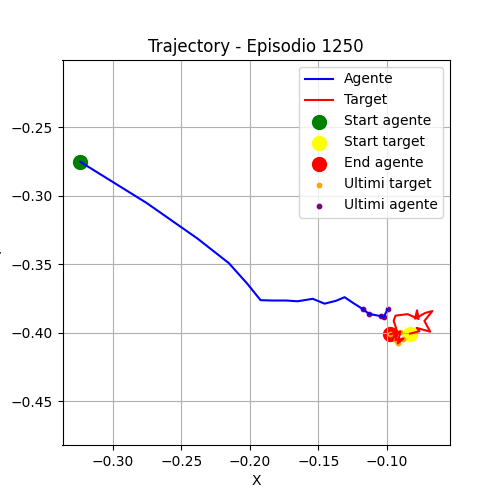 Trajectory - Episodio 1250
Agente
Target
Start agente
Start target
End agente
Ultimi target
Ultimi agente
−0.25
−0.30
−0.35
−0.40
−0.45
−0.30
−0.25
−0.20
−0.15
−0.10
X